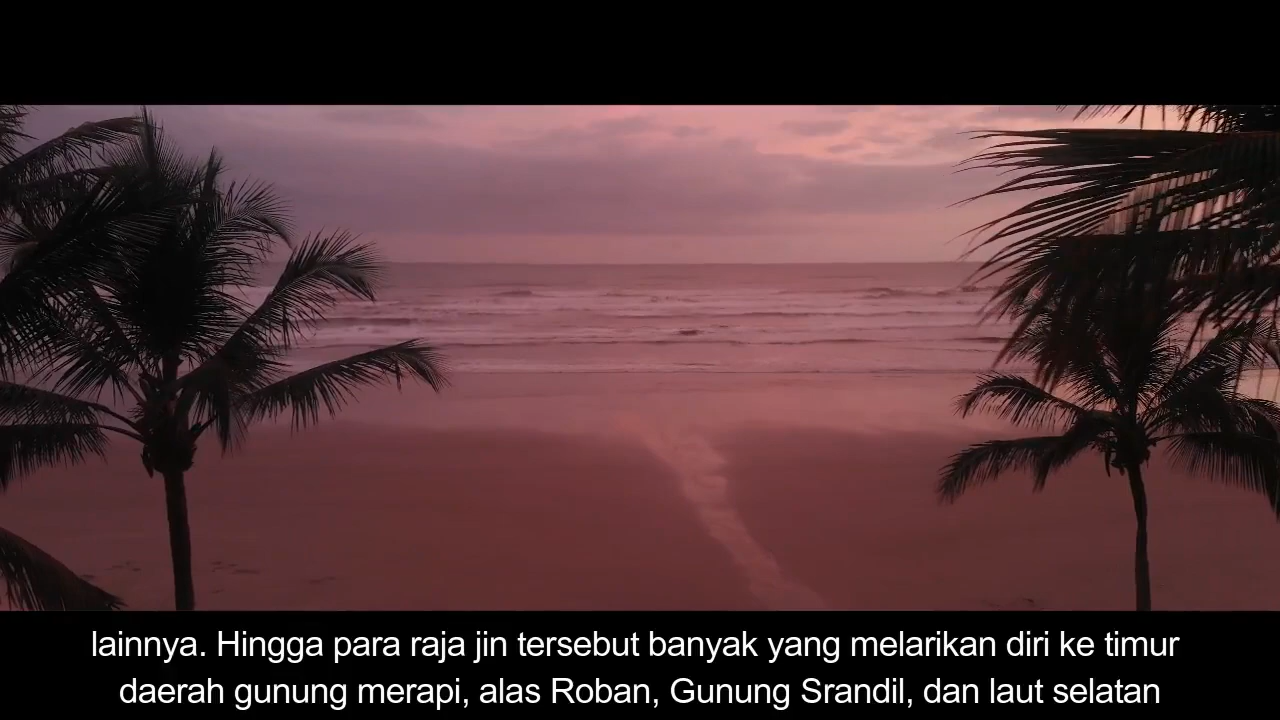 lainnya. Hingga para raja jin tersebut banyak yang melarikan diri ke timur
daerah gunung merapi, alas Roban, Gunung Srandil, dan laut selatan